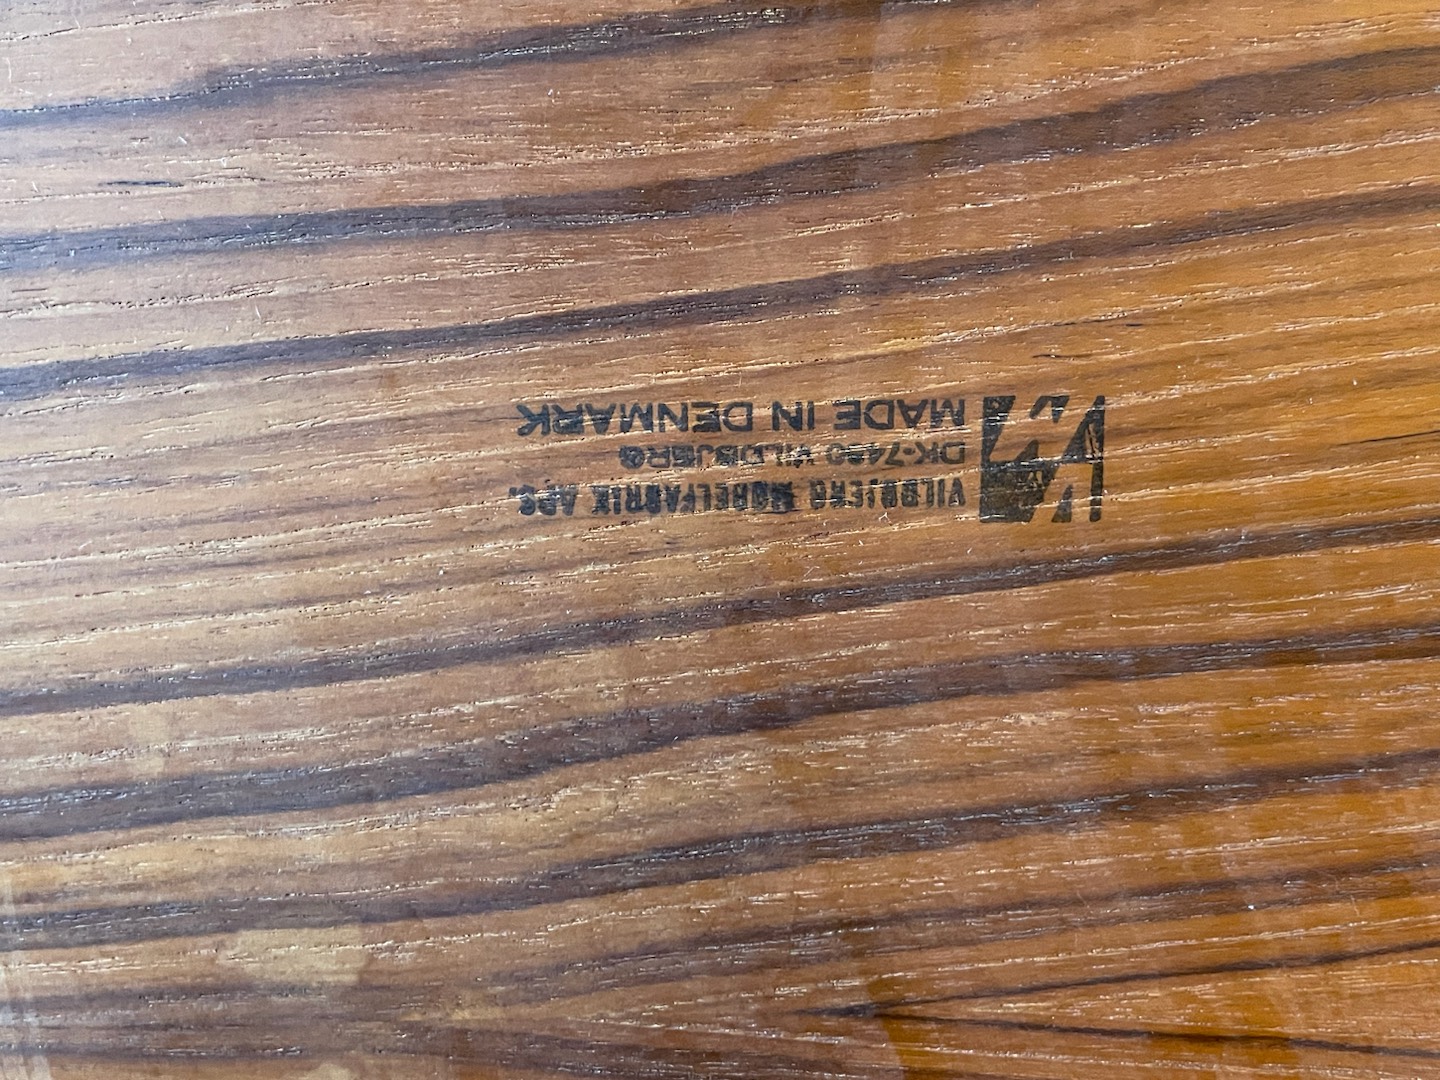 VILDBJERG MØBELFABRIK APS.
DK-7480 VILDBJERG
MADE IN DENMARK